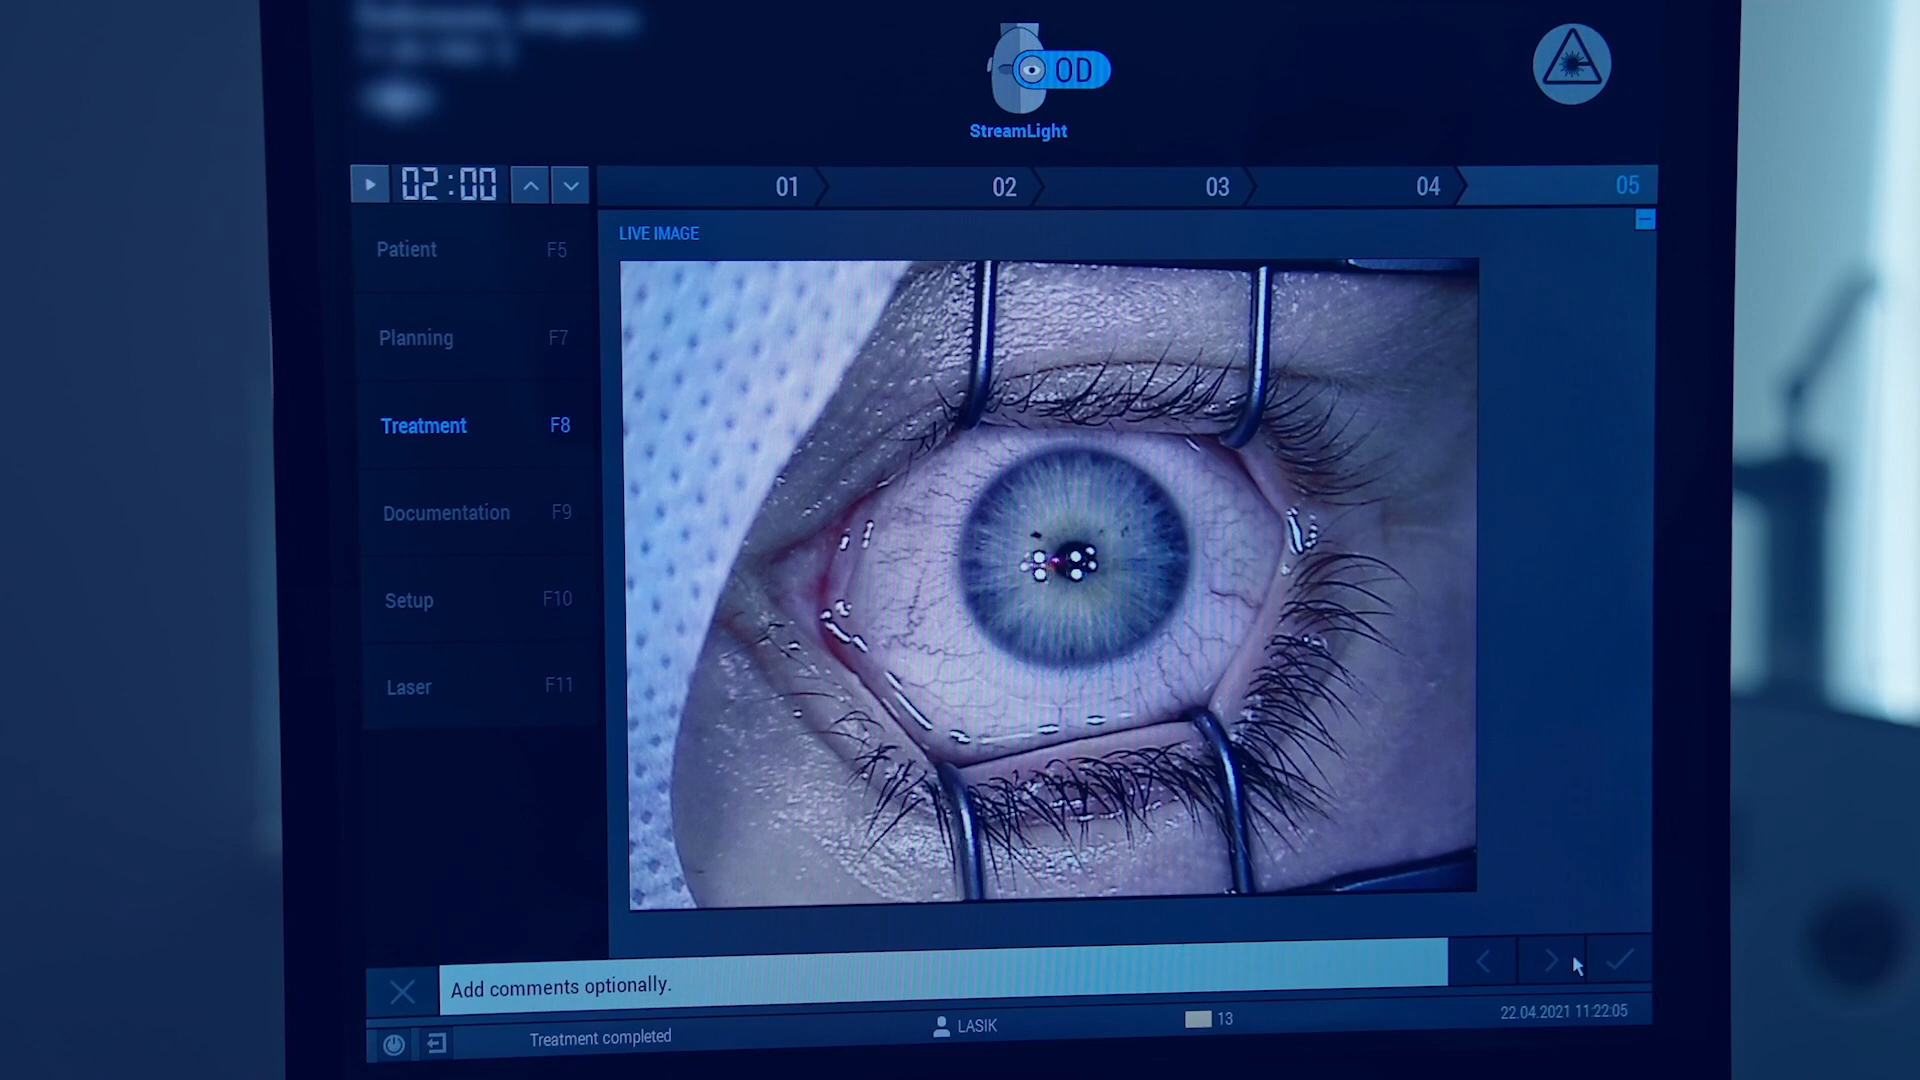 OD
StreamLight
02:00
01
02
03
04
05
Patient F5
Planning F7
Treatment F8
Documentation F9
Setup F10
Laser F11
LIVE IMAGE
Add comments optionally.
Treatment completed
LASIK
13
22.04.2021 11:22:05